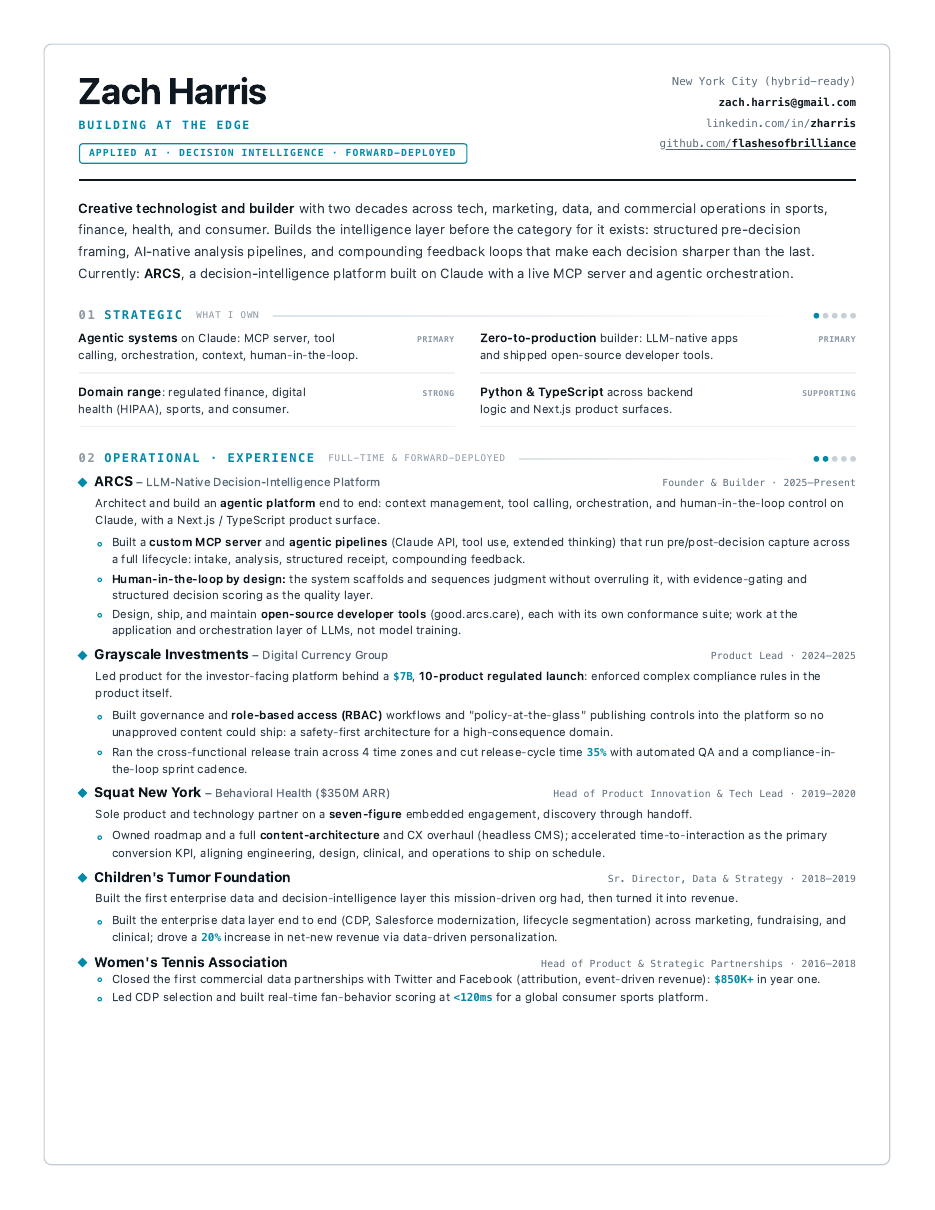 Zach Harris
BUILDING AT THE EDGE
APPLIED AI · DECISION INTELLIGENCE · FORWARD-DEPLOYED
New York City (hybrid-ready)
zach.harris@gmail.com
linkedin.com/in/zharris
github.com/flashesofbrilliance
Creative technologist and builder with two decades across tech, marketing, data, and commercial operations in sports,
finance, health, and consumer. Builds the intelligence layer before the category for it exists: structured pre-decision
framing, AI-native analysis pipelines, and compounding feedback loops that make each decision sharper than the last.
Currently: ARCS, a decision-intelligence platform built on Claude with a live MCP server and agentic orchestration.
01 STRATEGIC WHAT I OWN
Agentic systems on Claude: MCP server, tool
calling, orchestration, context, human-in-the-loop.
PRIMARY
Zero-to-production builder: LLM-native apps
and shipped open-source developer tools.
PRIMARY
Domain range: regulated finance, digital
health (HIPAA), sports, and consumer.
STRONG
Python & TypeScript across backend
logic and Next.js product surfaces.
SUPPORTING
02 OPERATIONAL · EXPERIENCE FULL-TIME & FORWARD-DEPLOYED
ARCS – LLM-Native Decision-Intelligence Platform Founder & Builder · 2025–Present
Architect and build an agentic platform end to end: context management, tool calling, orchestration, and human-in-the-loop control on
Claude, with a Next.js / TypeScript product surface.
Built a custom MCP server and agentic pipelines (Claude API, tool use, extended thinking) that run pre/post-decision capture across
a full lifecycle: intake, analysis, structured receipt, compounding feedback.
Human-in-the-loop by design: the system scaffolds and sequences judgment without overruling it, with evidence-gating and
structured decision scoring as the quality layer.
Design, ship, and maintain open-source developer tools (good.arcs.care), each with its own conformance suite; work at the
application and orchestration layer of LLMs, not model training.
Grayscale Investments – Digital Currency Group Product Lead · 2024–2025
Led product for the investor-facing platform behind a $7B, 10-product regulated launch: enforced complex compliance rules in the
product itself.
Built governance and role-based access (RBAC) workflows and "policy-at-the-glass" publishing controls into the platform so no
unapproved content could ship: a safety-first architecture for a high-consequence domain.
Ran the cross-functional release train across 4 time zones and cut release-cycle time 35% with automated QA and a compliance-in-
the-loop sprint cadence.
Squat New York – Behavioral Health ($350M ARR) Head of Product Innovation & Tech Lead · 2019–2020
Sole product and technology partner on a seven-figure embedded engagement, discovery through handoff.
Owned roadmap and a full content-architecture and CX overhaul (headless CMS); accelerated time-to-interaction as the primary
conversion KPI, aligning engineering, design, clinical, and operations to ship on schedule.
Children's Tumor Foundation Sr. Director, Data & Strategy · 2018–2019
Built the first enterprise data and decision-intelligence layer this mission-driven org had, then turned it into revenue.
Built the enterprise data layer end to end (CDP, Salesforce modernization, lifecycle segmentation) across marketing, fundraising, and
clinical; drove a 20% increase in net-new revenue via data-driven personalization.
Women's Tennis Association Head of Product & Strategic Partnerships · 2016–2018
Closed the first commercial data partnerships with Twitter and Facebook (attribution, event-driven revenue): $850K+ in year one.
Led CDP selection and built real-time fan-behavior scoring at <120ms for a global consumer sports platform.